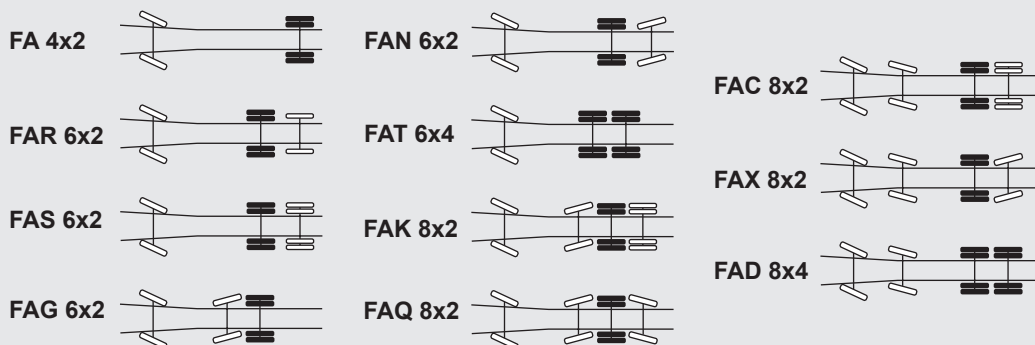 FA 4x2
FAR 6x2
FAS 6x2
FAG 6x2
FAN 6x2
FAT 6x4
FAK 8x2
FAQ 8x2
FAC 8x2
FAX 8x2
FAD 8x4